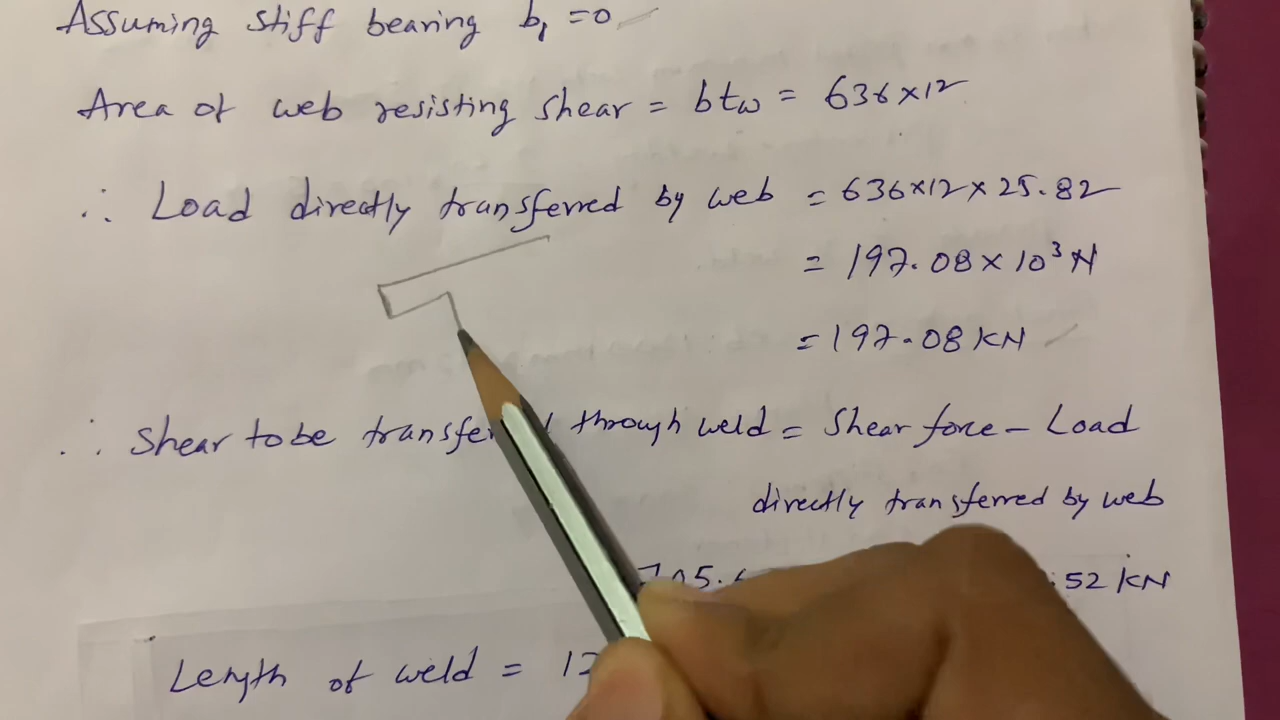 Assuming stiff bearing b₁ = 0
Area of web resisting shear = btw = 636×12
∴ Load directly transferred by web = 636×12×25.82
= 197.08×10³N
= 197.08 KN
∴ Shear to be through weld = Shear force – Load
directly transferred by web
52 KN
Length of weld =